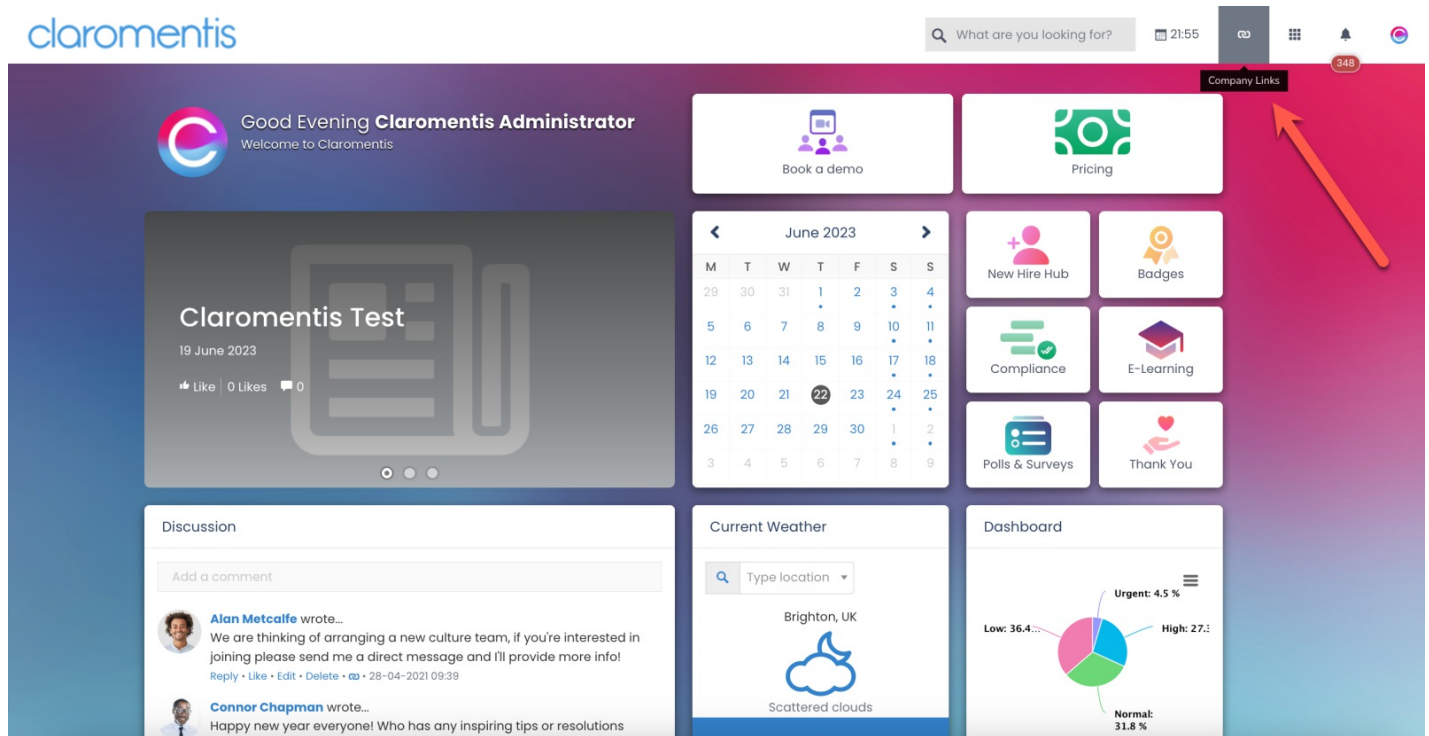 claromentis
What are you looking for?
21:55
348
Company Links
Good Evening Claromentis Administrator
Welcome to Claromentis
Book a demo
Pricing
Claromentis Test
19 June 2023
Like | 0 Likes 0
June 2023
M T W T F S S
29 30 31 1 2 3 4
5 6 7 8 9 10 11
12 13 14 15 16 17 18
19 20 21 22 23 24 25
26 27 28 29 30 1 2
3 4 5 6 7 8 9
New Hire Hub
Badges
Compliance
E-Learning
Polls & Surveys
Thank You
Discussion
Add a comment
Alan Metcalfe wrote...
We are thinking of arranging a new culture team, if you're interested in
joining please send me a direct message and I'll provide more info!
Reply • Like • Edit • Delete • • 28-04-2021 09:39
Connor Chapman wrote...
Happy new year everyone! Who has any inspiring tips or resolutions
Current Weather
Type location
Brighton, UK
Scattered clouds
Dashboard
Urgent: 4.5 %
Low: 36.4...
High: 27.3
Normal:
31.8 %